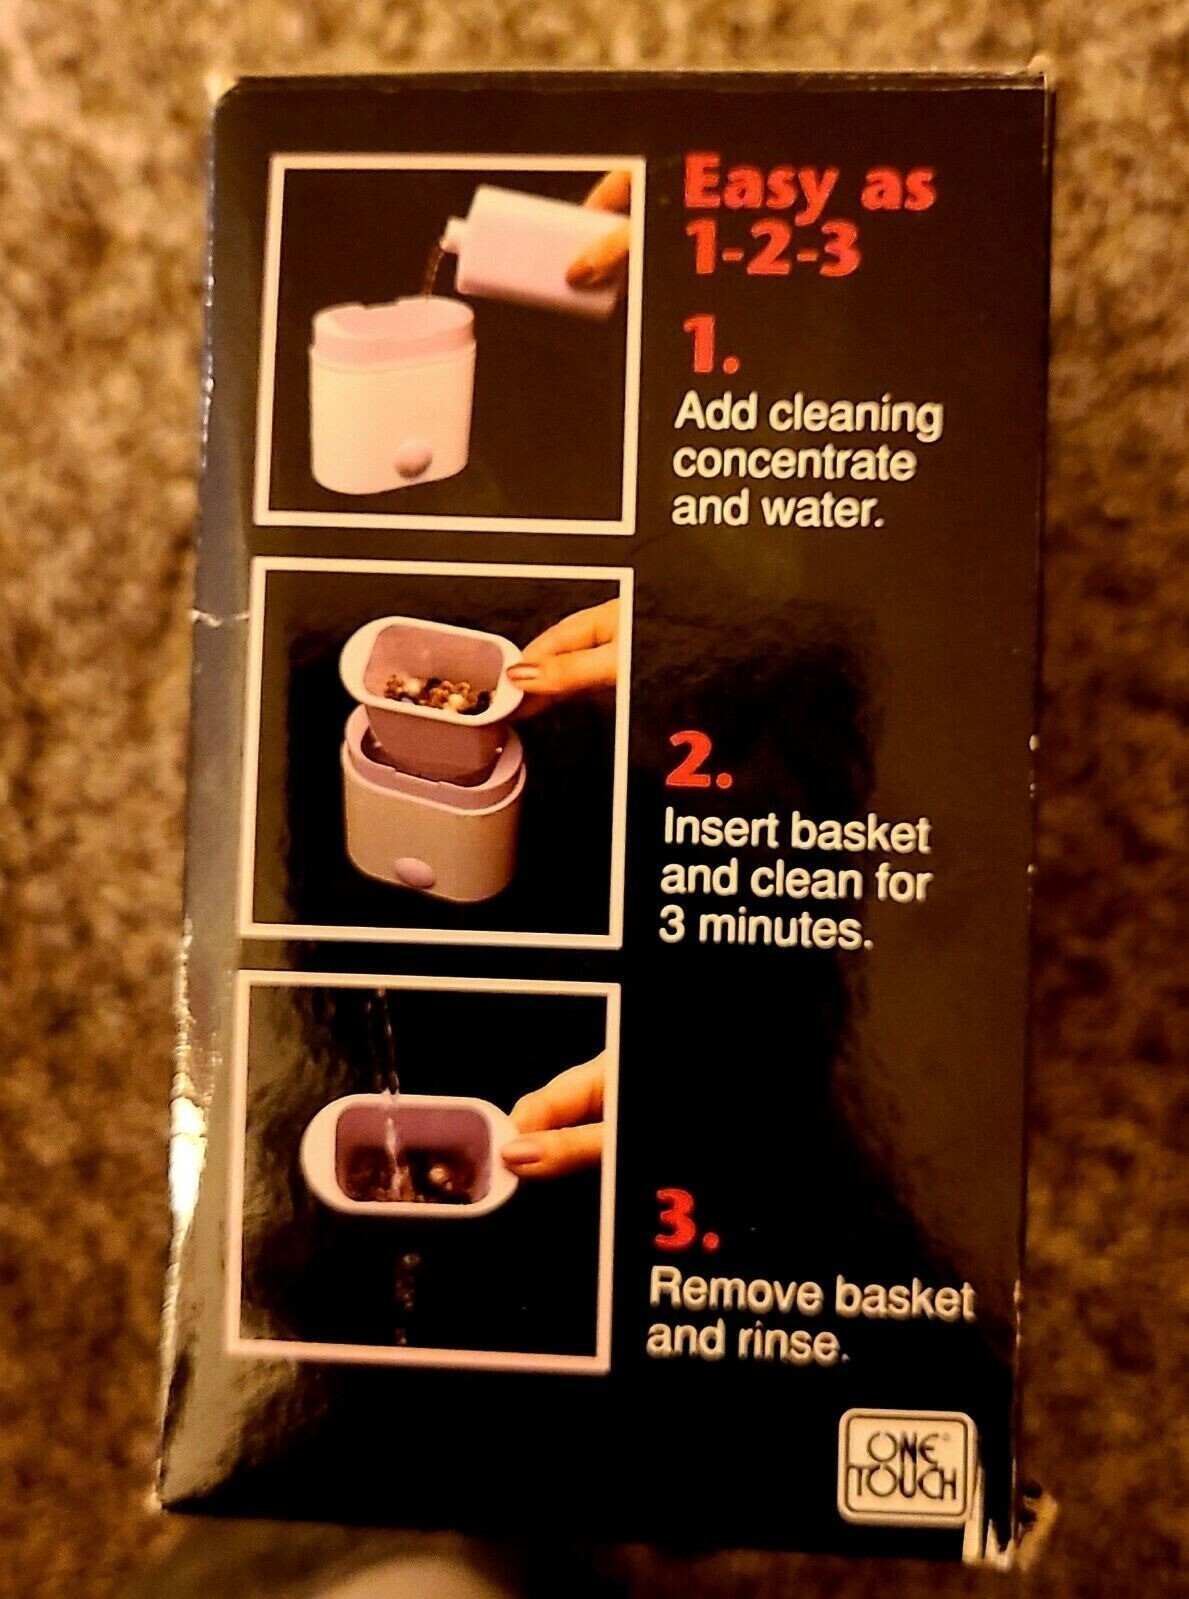 Easy as
1-2-3
1.
Add cleaning
concentrate
and water.
2.
Insert basket
and clean for
3 minutes.
3.
Remove basket
and rinse.
ONE®
TOUCH